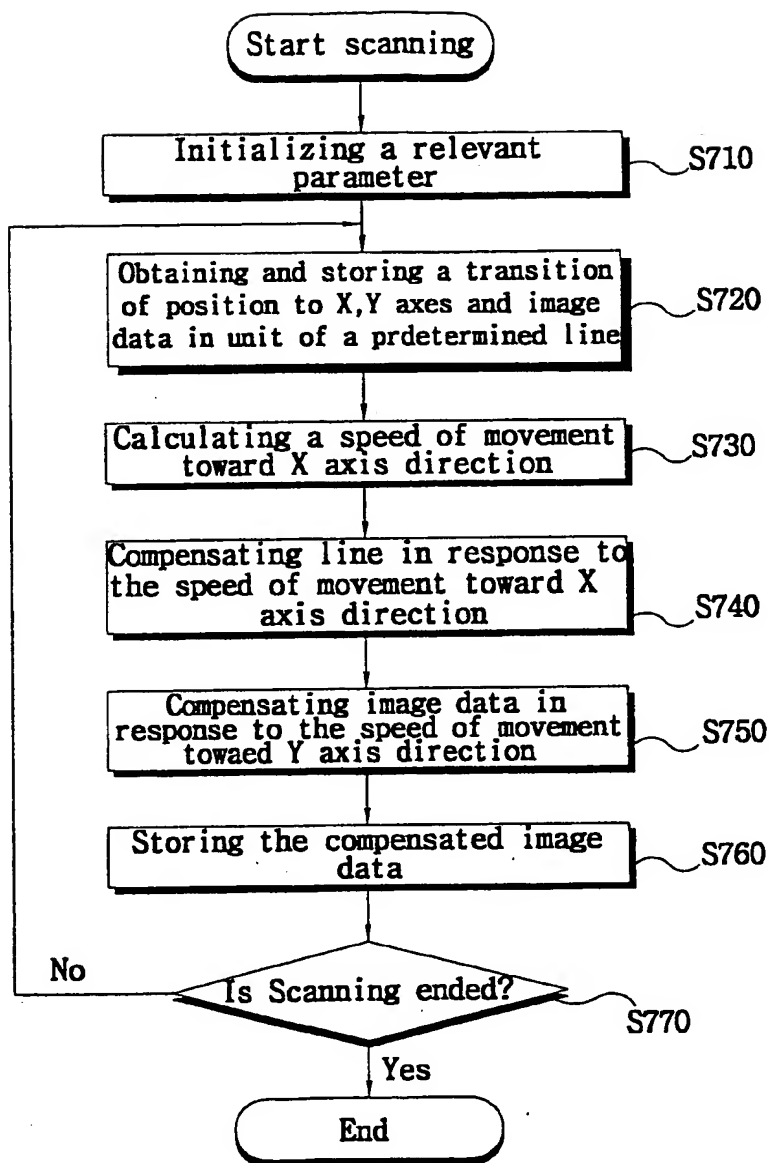 Start scanning
Initializing a relevant
parameter
S710
Obtaining and storing a transition
of position to X,Y axes and image
data in unit of a prdetermined line
S720
Calculating a speed of movement
toward X axis direction
S730
Compensating line in response to
the speed of movement toward X
axis direction
S740
Compensating image data in
response to the speed of movement
towaed Y axis direction
S750
Storing the compensated image
data
S760
No
Is Scanning ended?
S770
Yes
End